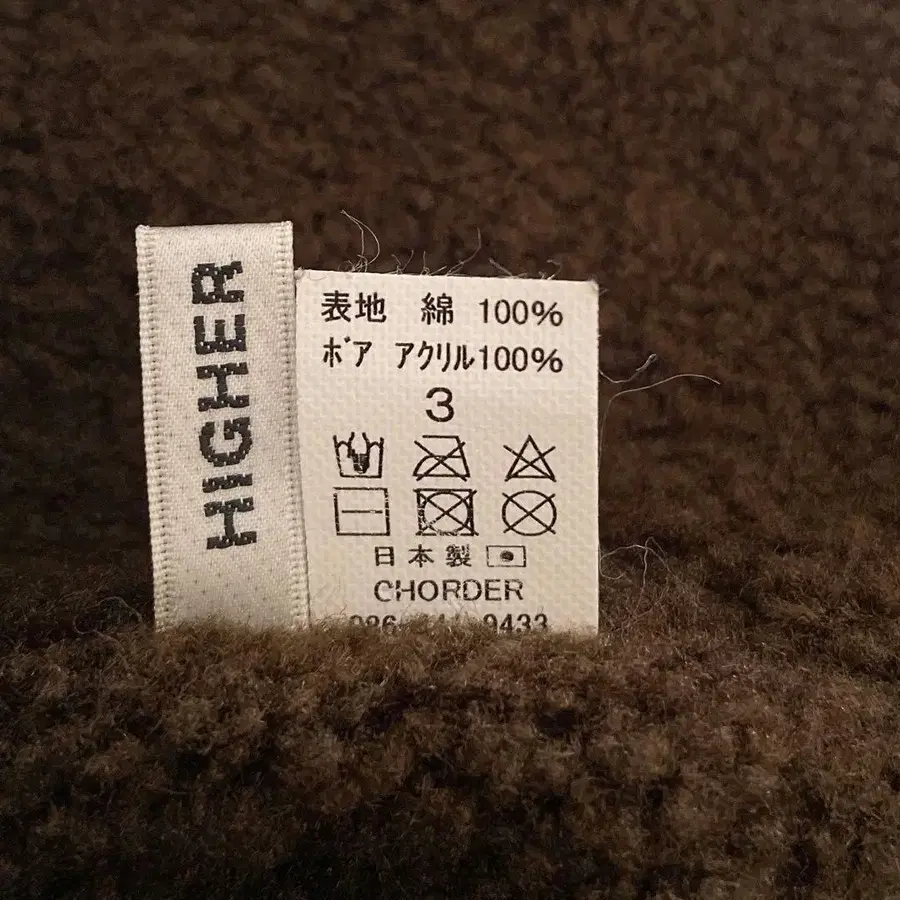 HIGHER
表地 綿 100%
ボア アクリル100%
3
日本製
CHORDER
9433